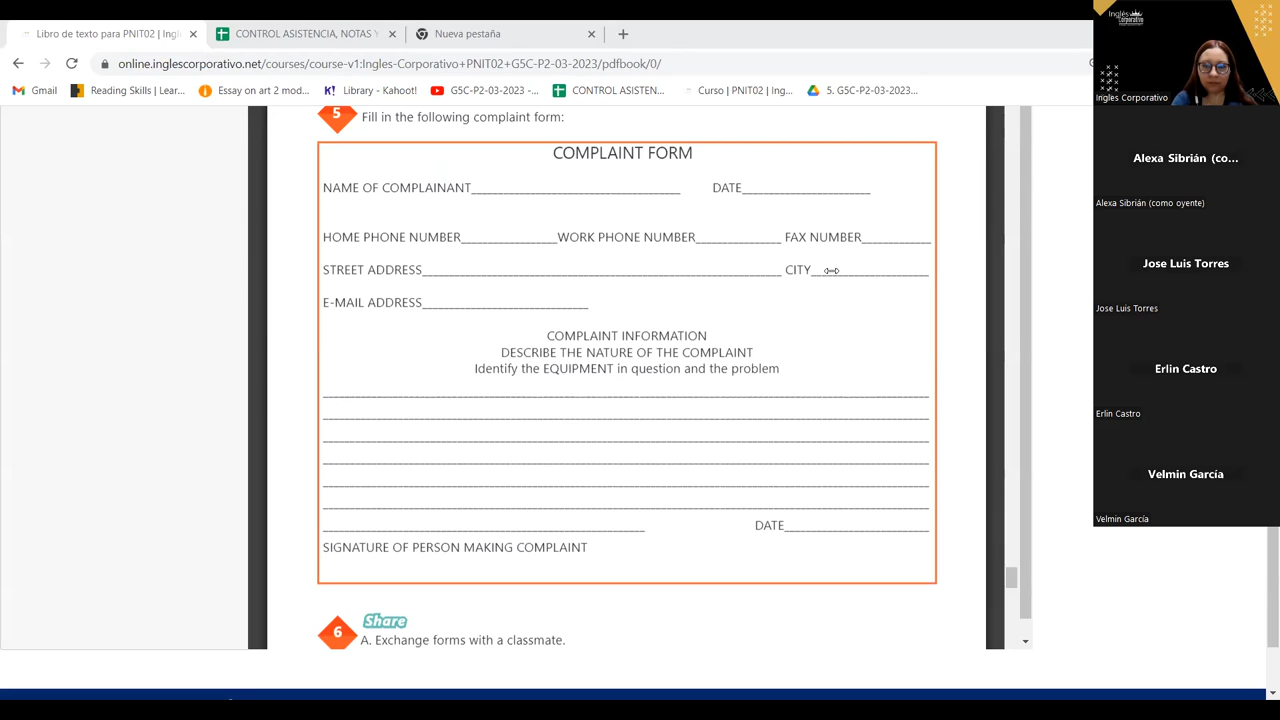 Libro de texto para PNIT02 | Ingl
CONTROL ASISTENCIA, NOTAS Y
Nueva pestaña
online.inglescorporativo.net/courses/course-v1:Ingles-Corporativo+PNIT02+G5C-P2-03-2023/pdfbook/0/
Gmail
Reading Skills | Lear...
Essay on art 2 mod...
Library - Kahoot!
G5C-P2-03-2023 -...
CONTROL ASISTEN...
Curso | PNIT02 | Ing...
5. G5C-P2-03-2023...
5
Fill in the following complaint form:
COMPLAINT FORM
NAME OF COMPLAINANT DATE
HOME PHONE NUMBER WORK PHONE NUMBER FAX NUMBER
STREET ADDRESS CITY
E-MAIL ADDRESS
COMPLAINT INFORMATION
DESCRIBE THE NATURE OF THE COMPLAINT
Identify the EQUIPMENT in question and the problem
DATE
SIGNATURE OF PERSON MAKING COMPLAINT
6
Share
A. Exchange forms with a classmate.
Inglés
Corporativo
Ingles Corporativo
Alexa Sibrián (co...
Alexa Sibrián (como oyente)
Jose Luis Torres
Jose Luis Torres
Erlin Castro
Erlin Castro
Velmin García
Velmin García